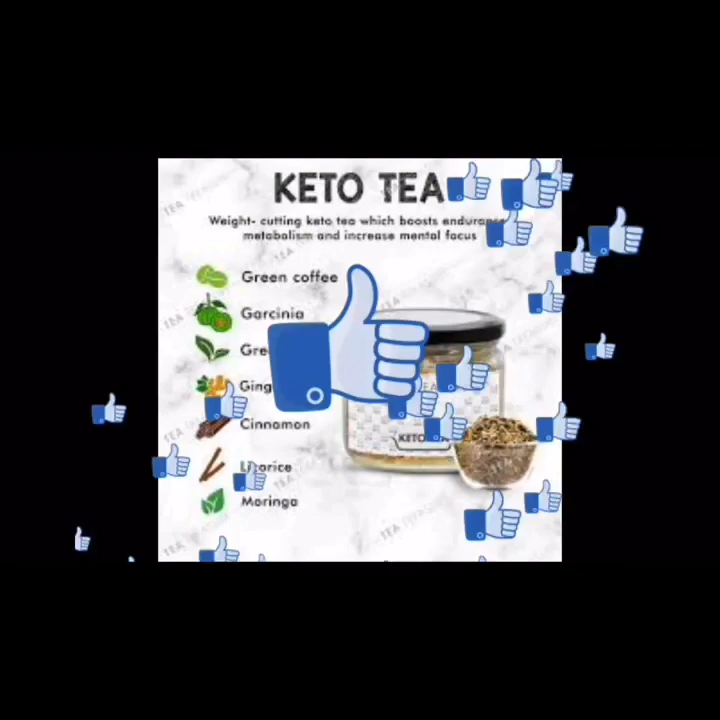 KETO TEA
Weight- cutting keto tea which boosts endurance
metabolism and increase mental focus
Green coffee
Garcinia
Gre
Ging
Cinnamon
Licorice
Moringa
KETO